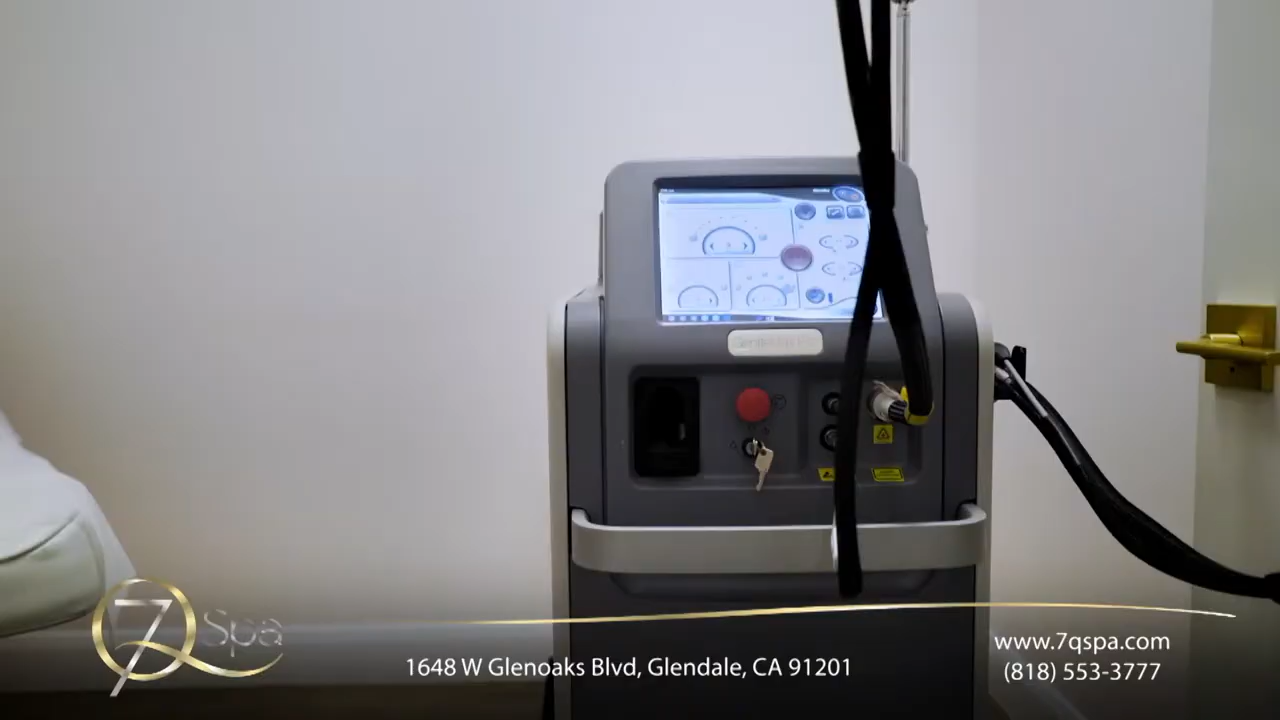 7Q Spa
1648 W Glenoaks Blvd, Glendale, CA 91201
www.7qspa.com
(818) 553-3777